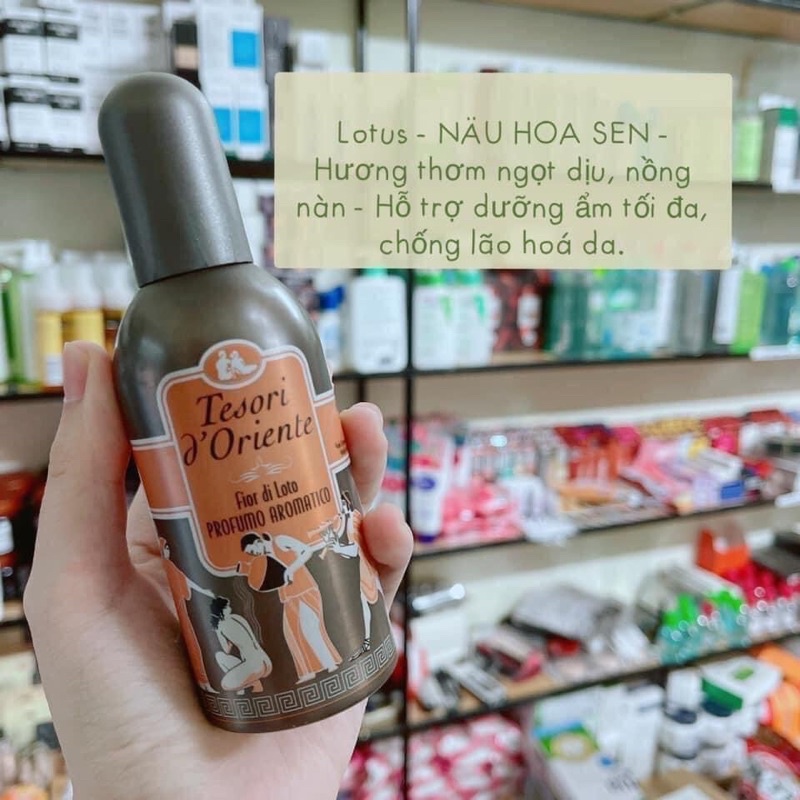 Lotus - NÂU HOA SEN -
Hương thơm ngọt dịu, nồng
nàn - Hỗ trợ dưỡng ẩm tối đa,
chống lão hoá da.
Tesori
d'Oriente
Fior di Loto
PROFUMO AROMATICO